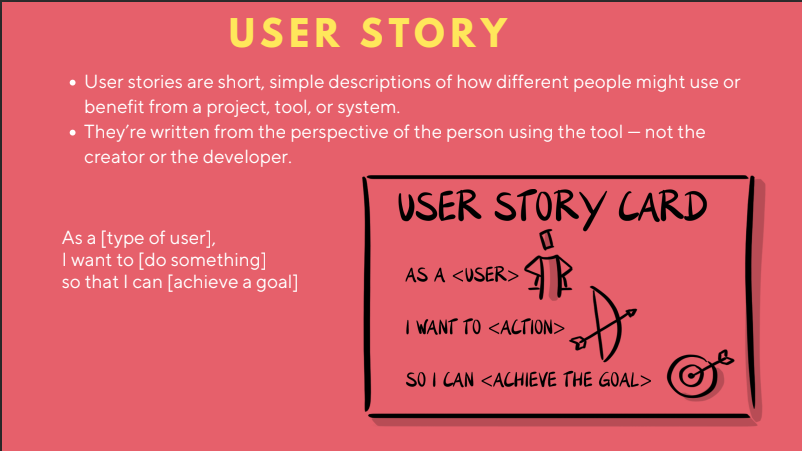 USER STORY
• User stories are short, simple descriptions of how different people might use or
benefit from a project, tool, or system.
• They're written from the perspective of the person using the tool — not the
creator or the developer.
As a [type of user],
I want to [do something]
so that I can [achieve a goal]
USER STORY CARD
AS A <USER>
I WANT TO <ACTION>
SO I CAN <ACHIEVE THE GOAL>